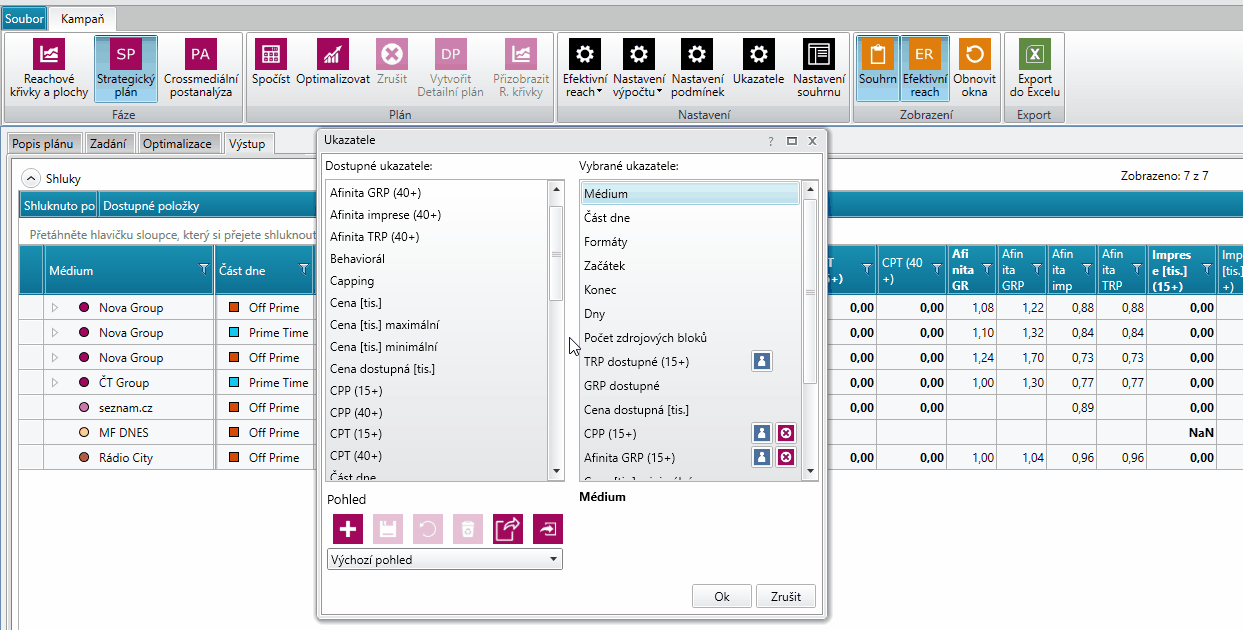 Soubor
Kampaň
SP
PA
DP
ER
X
Reachové
křivky a plochy
Strategický
plán
Crossmediální
postanalýza
Spočíst
Optimalizovat
Zrušit
Vytvořit
Detailní plán
Přizobrazit
R. křivky
Efektivní
reach
Nastavení
výpočtu
Nastavení
podmínek
Ukazatele
Nastavení
souhrnu
Souhrn
Efektivní
reach
Obnovit
okna
Export
do Excelu
Fáze
Plán
Nastavení
Zobrazení
Export
Popis plánu
Zadání
Optimalizace
Výstup
Shluky
Zobrazeno: 7 z 7
Shluknuto po
Dostupné položky
Přetáhněte hlavičku sloupce, který si přejete shluknout
Médium
Část dne
CPT (40
+)
Afi
nita
GR
Afin
ita
GRP
Afin
ita
imp
Afin
ita
TRP
Impres
e [tis.]
(15+)
Imp
[tis.]
+)
Nova Group Off Prime 0,00 0,00 1,08 1,22 0,88 0,88 0,00
Nova Group Prime Time 0,00 0,00 1,10 1,32 0,84 0,84 0,00
Nova Group Off Prime 0,00 0,00 1,24 1,70 0,73 0,73 0,00
ČT Group Prime Time 0,00 0,00 1,00 1,30 0,77 0,77 0,00
seznam.cz Off Prime 0,00 0,00 0,89 0,00
MF DNES Off Prime NaN
Rádio City Off Prime 0,00 0,00 1,00 1,04 0,96 0,96 0,00
Ukazatele
?
Dostupné ukazatele:
Afinita GRP (40+)
Afinita imprese (40+)
Afinita TRP (40+)
Behaviorál
Capping
Cena [tis.]
Cena [tis.] maximální
Cena [tis.] minimální
Cena dostupná [tis.]
CPP (15+)
CPP (40+)
CPT (15+)
CPT (40+)
Část dne
Vybrané ukazatele:
Médium
Část dne
Formáty
Začátek
Konec
Dny
Počet zdrojových bloků
TRP dostupné (15+)
GRP dostupné
Cena dostupná [tis.]
CPP (15+)
Afinita GRP (15+)
Cena [tis.] minimální
Pohled
Médium
Výchozí pohled
Ok
Zrušit